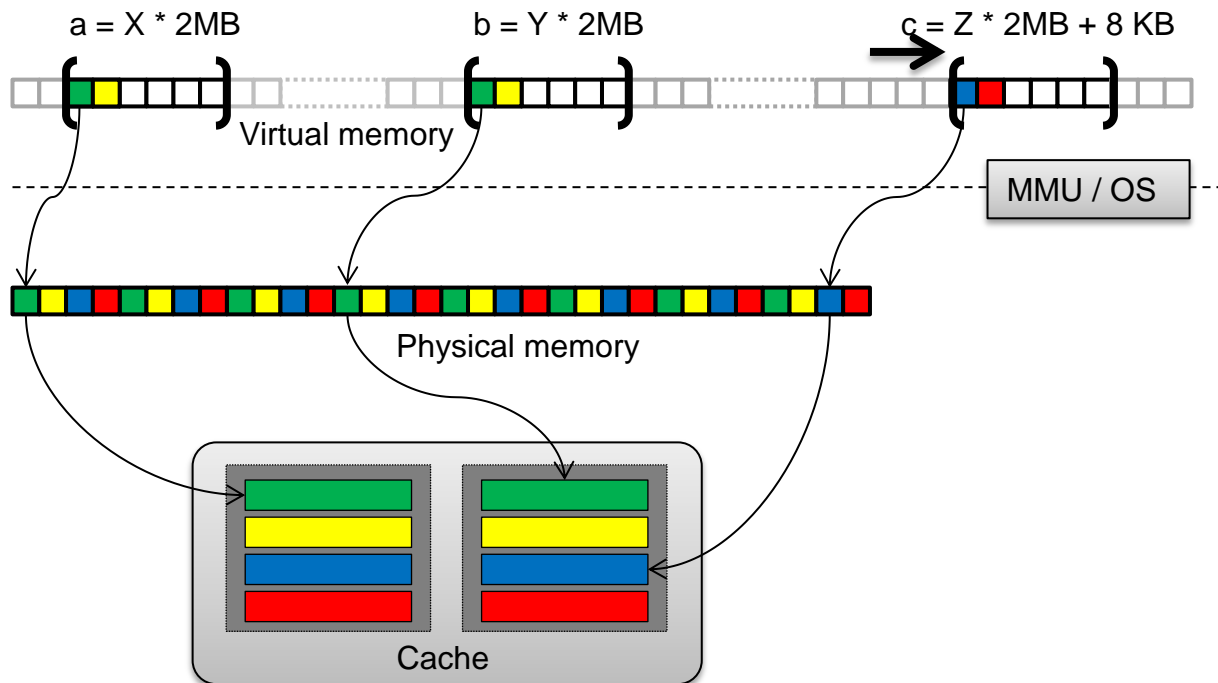 a = X * 2MB
b = Y * 2MB
c = Z * 2MB + 8 KB
Virtual memory
MMU / OS
Physical memory
Cache